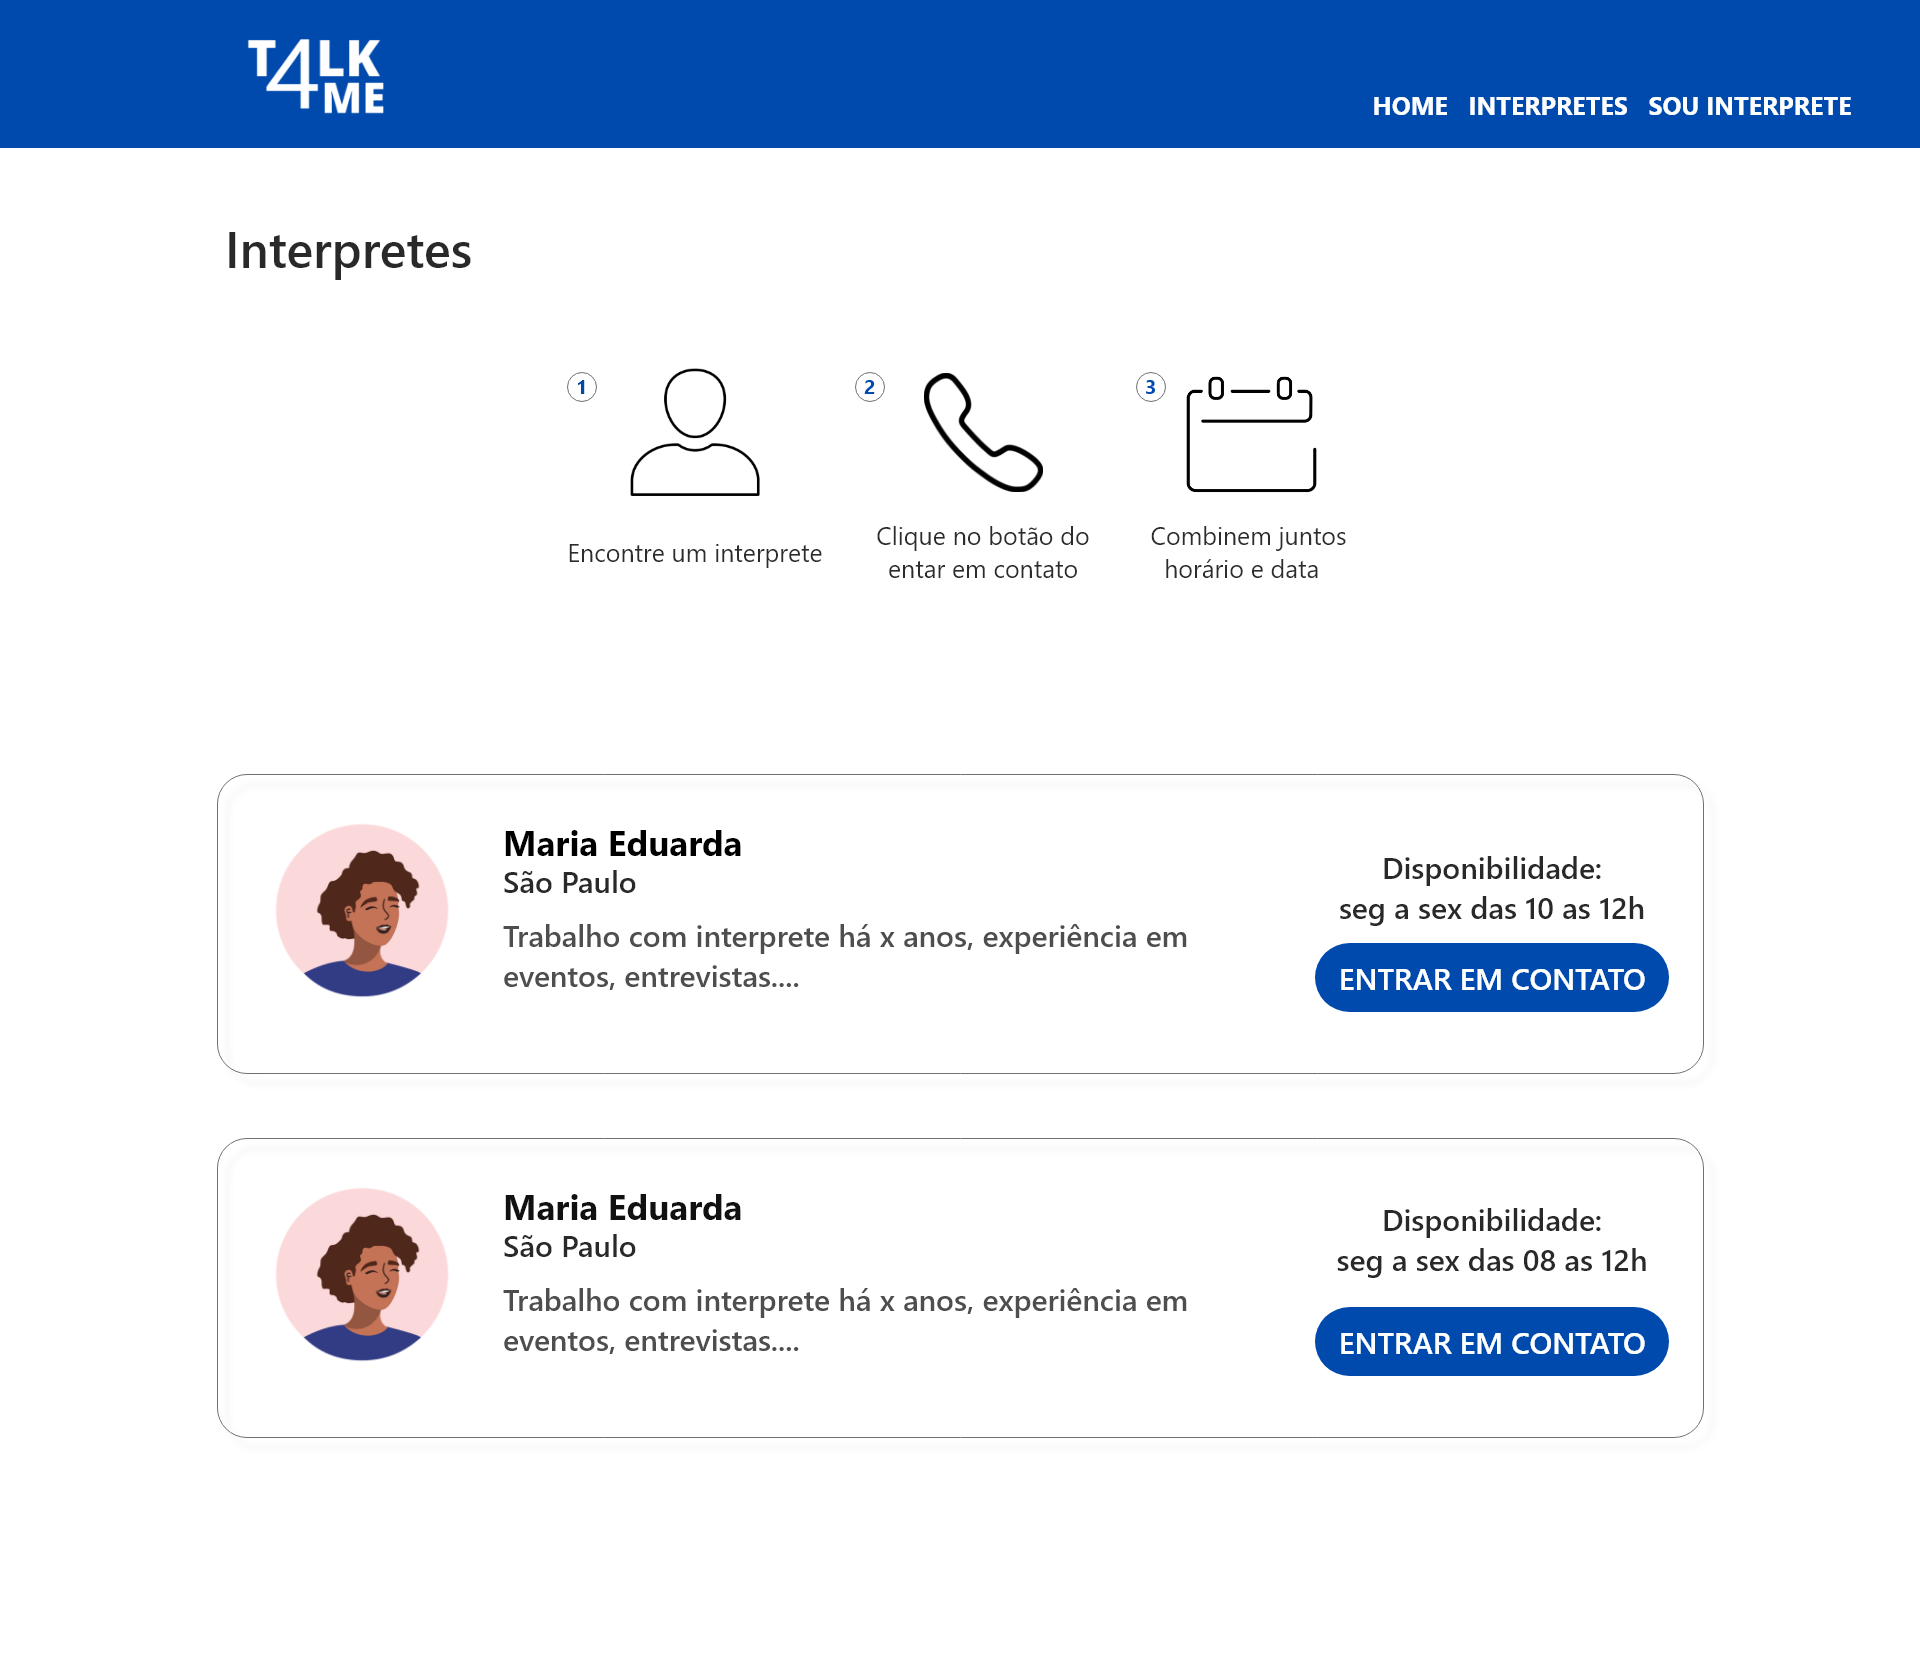 T4LK
ME
HOME INTERPRETES SOU INTERPRETE
Interpretes
1
Encontre um interprete
2
Clique no botão do
entar em contato
3
Combinem juntos
horário e data
Maria Eduarda
São Paulo
Trabalho com interprete há x anos, experiência em
eventos, entrevistas....
Disponibilidade:
seg a sex das 10 as 12h
ENTRAR EM CONTATO
Maria Eduarda
São Paulo
Trabalho com interprete há x anos, experiência em
eventos, entrevistas....
Disponibilidade:
seg a sex das 08 as 12h
ENTRAR EM CONTATO